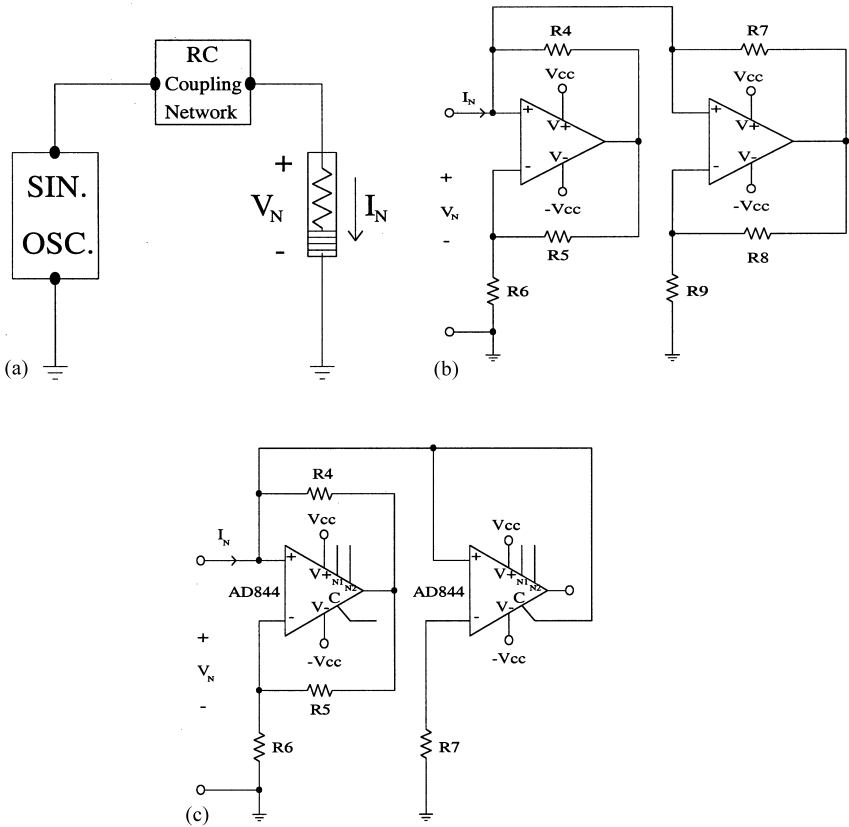 RC
Coupling
Network
SIN.
OSC.
+
V_N
-
I_N
(a)
R4
R7
Vcc
Vcc
I_N
+
V+
+
V+
-
V-
-
V-
-Vcc
-Vcc
+
V_N
-
R5
R8
R6
R9
(b)
R4
I_N
Vcc
Vcc
+
V+
N1
N2
+
V+
N1
N2
AD844
C
AD844
C
-
V-
-
V-
-Vcc
-Vcc
+
V_N
-
R5
R6
R7
(c)